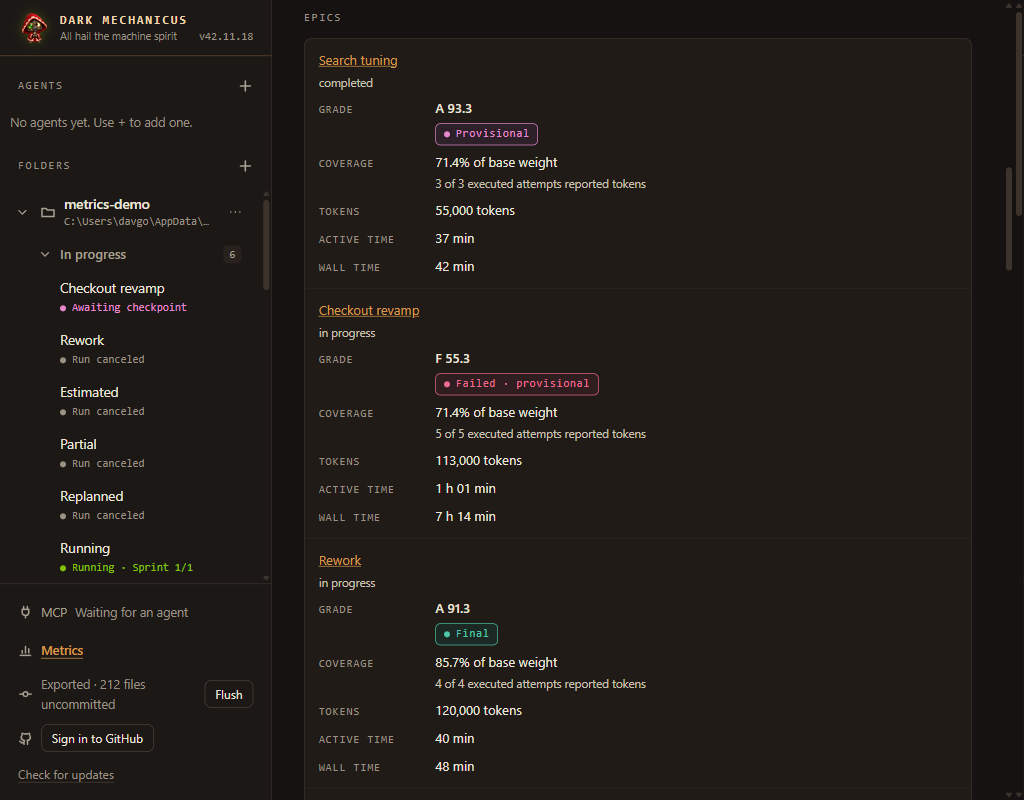 DARK MECHANICUS
All hail the machine spirit v42.11.18
AGENTS
No agents yet. Use + to add one.
FOLDERS
metrics-demo
C:\Users\davgo\AppData\…
In progress 6
Checkout revamp
Awaiting checkpoint
Rework
Run canceled
Estimated
Run canceled
Partial
Run canceled
Replanned
Run canceled
Running
Running · Sprint 1/1
MCP Waiting for an agent
Metrics
Exported · 212 files
uncommitted
Flush
Sign in to GitHub
Check for updates
EPICS
Search tuning
completed
GRADE A 93.3
Provisional
COVERAGE 71.4% of base weight
3 of 3 executed attempts reported tokens
TOKENS 55,000 tokens
ACTIVE TIME 37 min
WALL TIME 42 min
Checkout revamp
in progress
GRADE F 55.3
Failed · provisional
COVERAGE 71.4% of base weight
5 of 5 executed attempts reported tokens
TOKENS 113,000 tokens
ACTIVE TIME 1 h 01 min
WALL TIME 7 h 14 min
Rework
in progress
GRADE A 91.3
Final
COVERAGE 85.7% of base weight
4 of 4 executed attempts reported tokens
TOKENS 120,000 tokens
ACTIVE TIME 40 min
WALL TIME 48 min